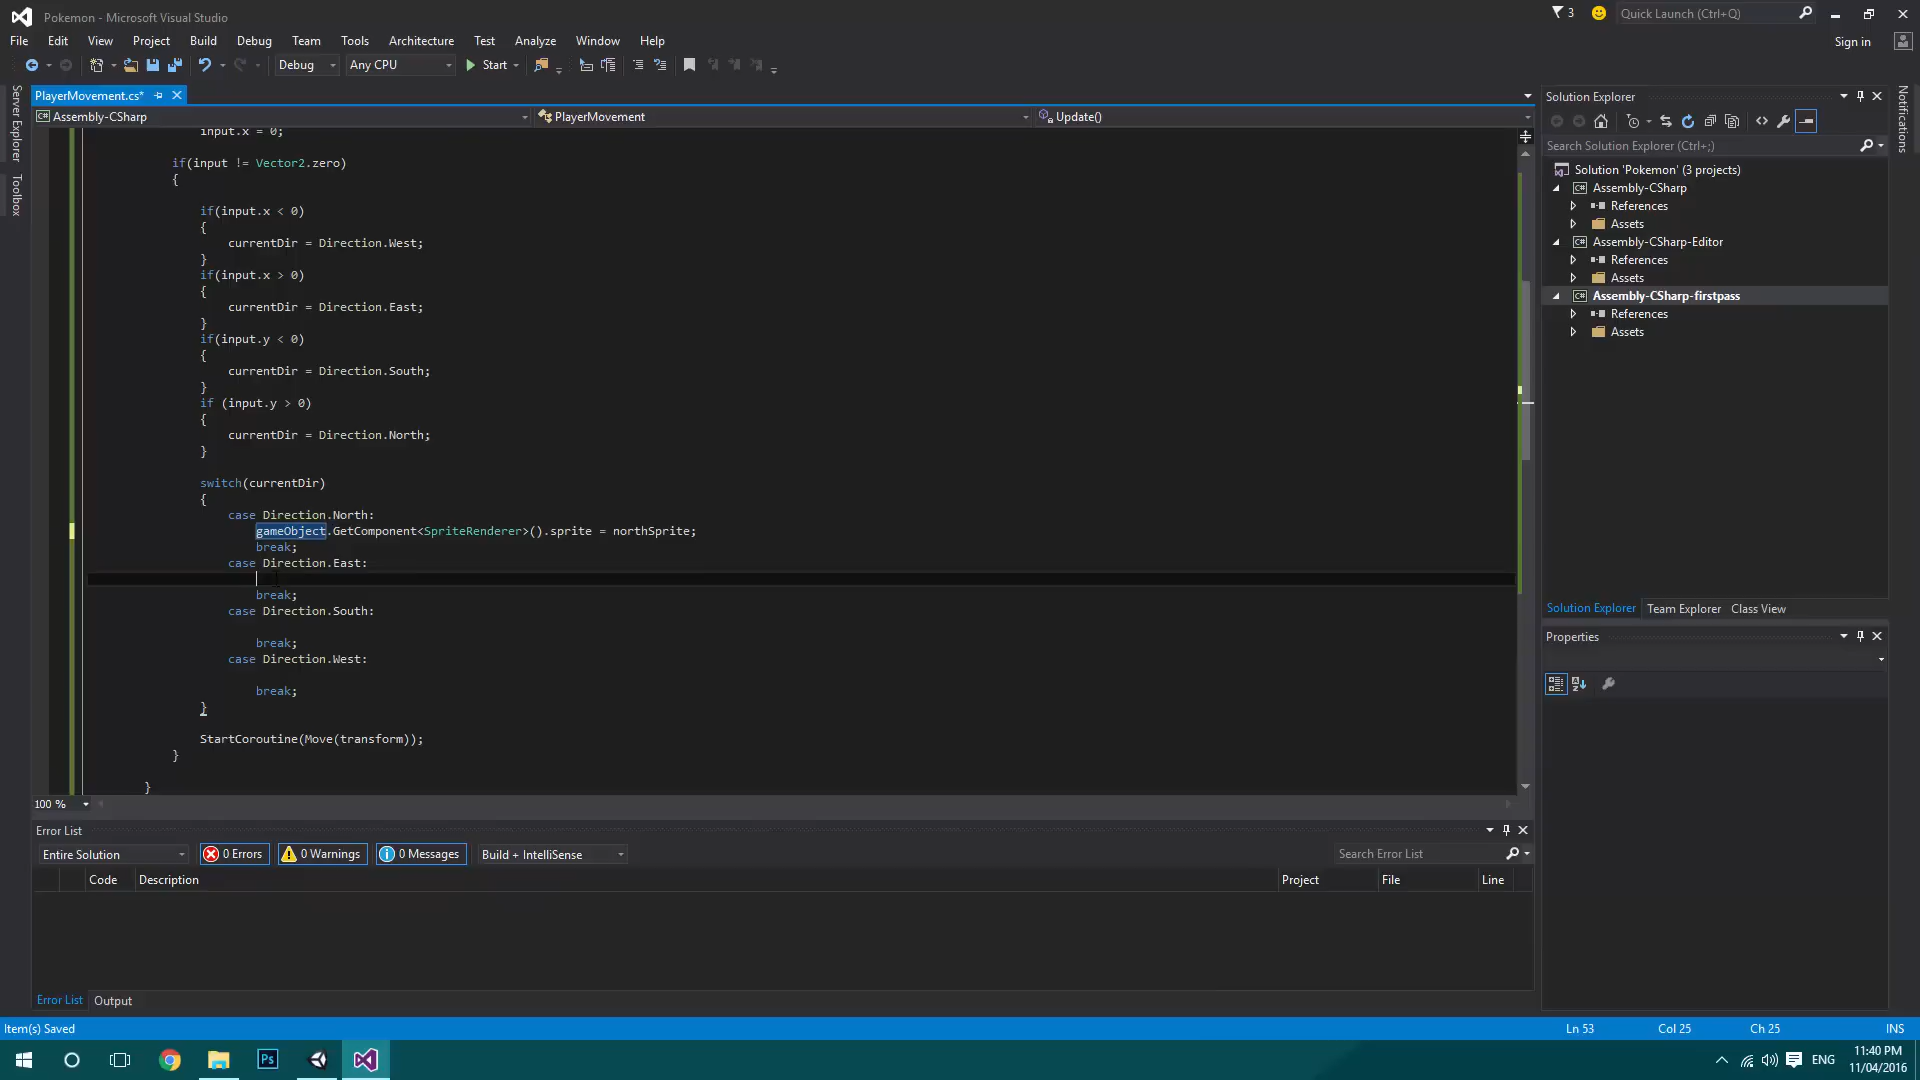 Pokemon - Microsoft Visual Studio
3
Quick Launch (Ctrl+Q)
File Edit View Project Build Debug Team Tools Architecture Test Analyze Window Help
Sign in
Debug
Any CPU
Start
Server Explorer
Toolbox
PlayerMovement.cs*
Assembly-CSharp
PlayerMovement
Update()
input.x = 0;
if(input != Vector2.zero)
{
if(input.x < 0)
{
currentDir = Direction.West;
}
if(input.x > 0)
{
currentDir = Direction.East;
}
if(input.y < 0)
{
currentDir = Direction.South;
}
if (input.y > 0)
{
currentDir = Direction.North;
}
switch(currentDir)
{
case Direction.North:
gameObject.GetComponent<SpriteRenderer>().sprite = northSprite;
break;
case Direction.East:
break;
case Direction.South:
break;
case Direction.West:
break;
}
StartCoroutine(Move(transform));
}
}
100 %
Solution Explorer
Search Solution Explorer (Ctrl+;)
Solution 'Pokemon' (3 projects)
Assembly-CSharp
References
Assets
Assembly-CSharp-Editor
References
Assets
Assembly-CSharp-firstpass
References
Assets
Solution Explorer Team Explorer Class View
Properties
Notifications
Error List
Entire Solution
0 Errors
0 Warnings
0 Messages
Build + IntelliSense
Search Error List
Code Description Project File Line
Error List Output
Item(s) Saved
Ln 53 Col 25 Ch 25 INS
Ps
ENG
11:40 PM
11/04/2016